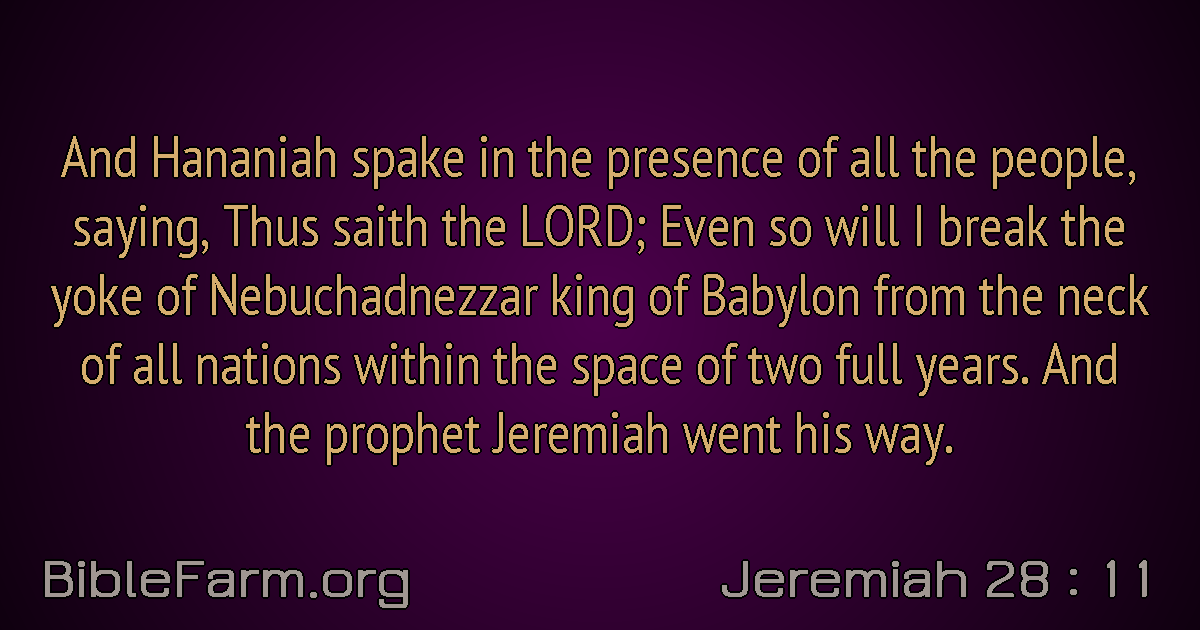 And Hananiah spake in the presence of all the people,
saying, Thus saith the LORD; Even so will I break the
yoke of Nebuchadnezzar king of Babylon from the neck
of all nations within the space of two full years. And
the prophet Jeremiah went his way.
BibleFarm.org
Jeremiah 28 : 11